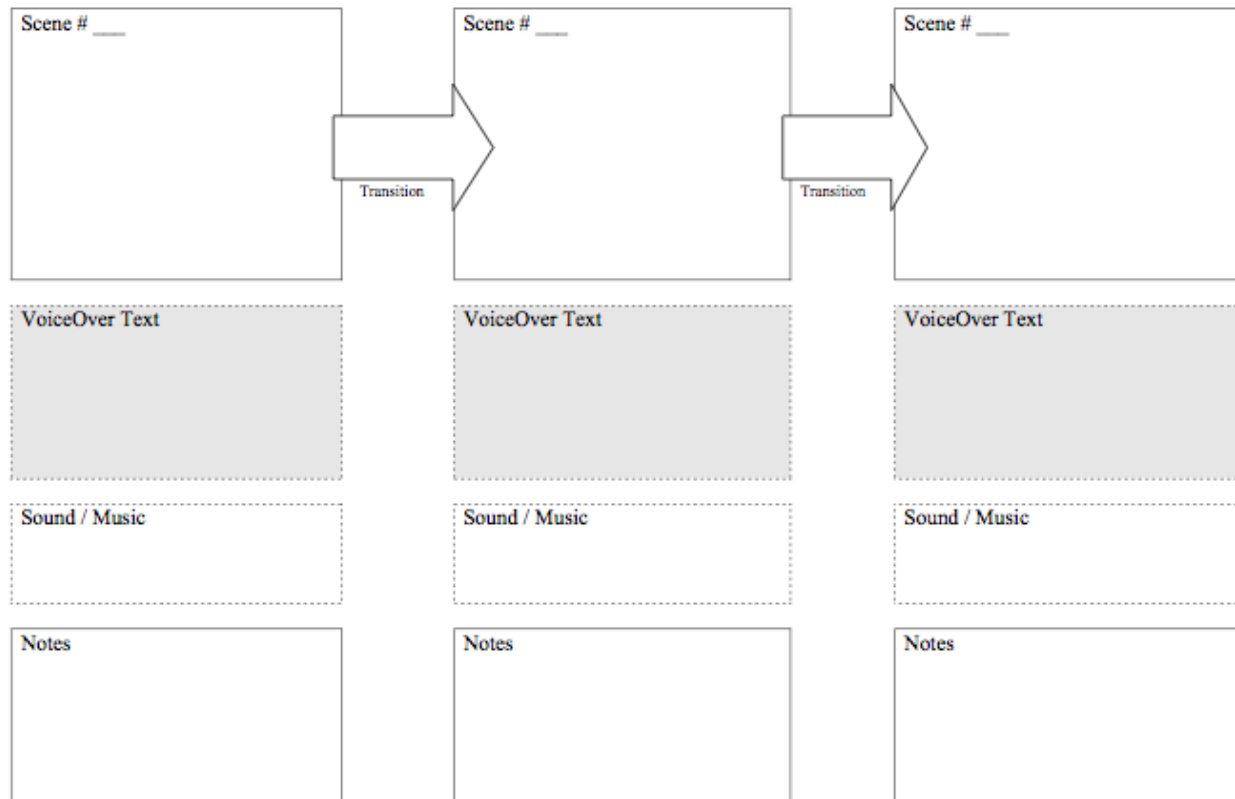 Scene # ___
Scene # ___
Scene # ___
Transition
Transition
VoiceOver Text
VoiceOver Text
VoiceOver Text
Sound / Music
Sound / Music
Sound / Music
Notes
Notes
Notes